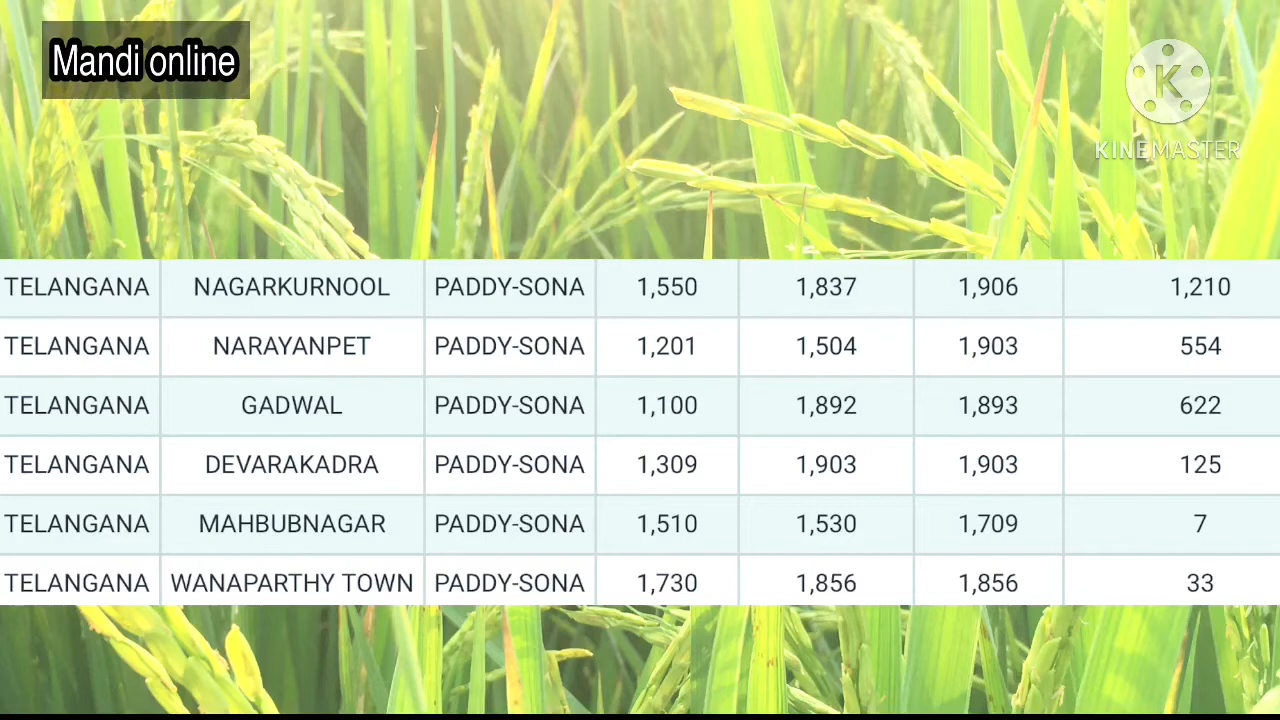 Mandi online
K
KINEMASTER
TELANGANA NAGARKURNOOL PADDY-SONA 1,550 1,837 1,906 1,210
TELANGANA NARAYANPET PADDY-SONA 1,201 1,504 1,903 554
TELANGANA GADWAL PADDY-SONA 1,100 1,892 1,893 622
TELANGANA DEVARAKADRA PADDY-SONA 1,309 1,903 1,903 125
TELANGANA MAHBUBNAGAR PADDY-SONA 1,510 1,530 1,709 7
TELANGANA WANAPARTHY TOWN PADDY-SONA 1,730 1,856 1,856 33